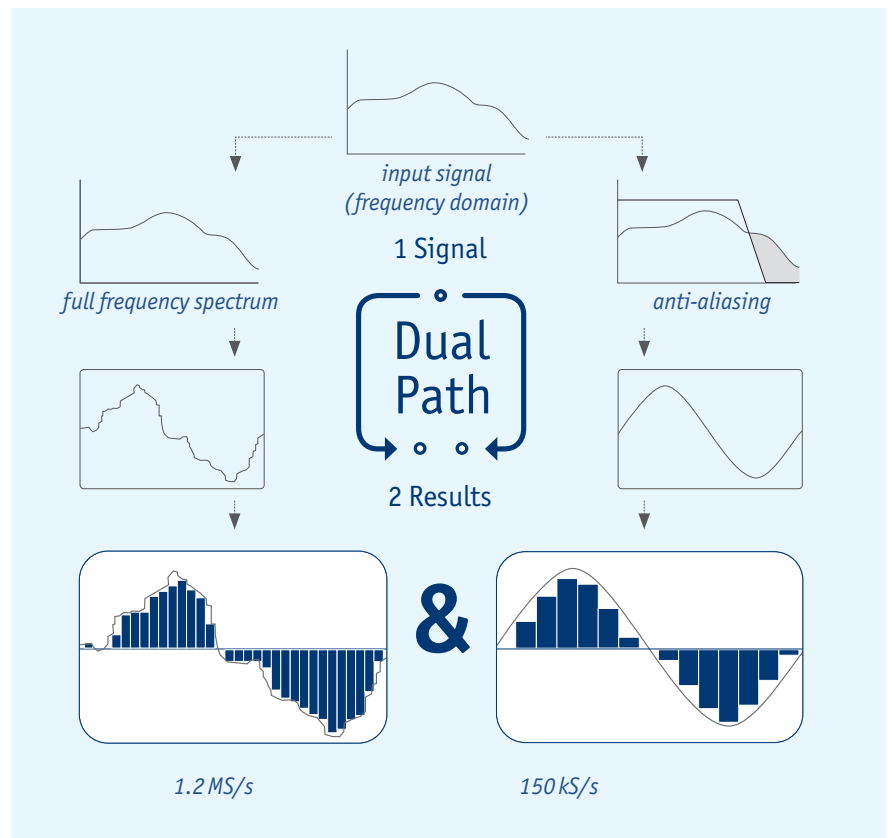 input signal
(frequency domain)
1 Signal
full frequency spectrum
anti-aliasing
Dual
Path
2 Results
&
1.2 MS/s
150 kS/s